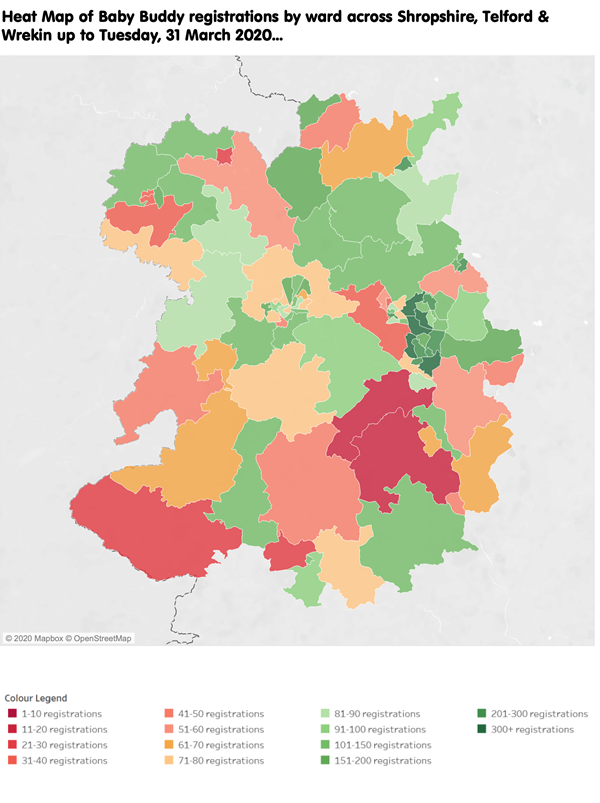 Heat Map of Baby Buddy registrations by ward across Shropshire, Telford &
Wrekin up to Tuesday, 31 March 2020...
© 2020 Mapbox © OpenStreetMap
Colour Legend
1-10 registrations
11-20 registrations
21-30 registrations
31-40 registrations
41-50 registrations
51-60 registrations
61-70 registrations
71-80 registrations
81-90 registrations
91-100 registrations
101-150 registrations
151-200 registrations
201-300 registrations
300+ registrations